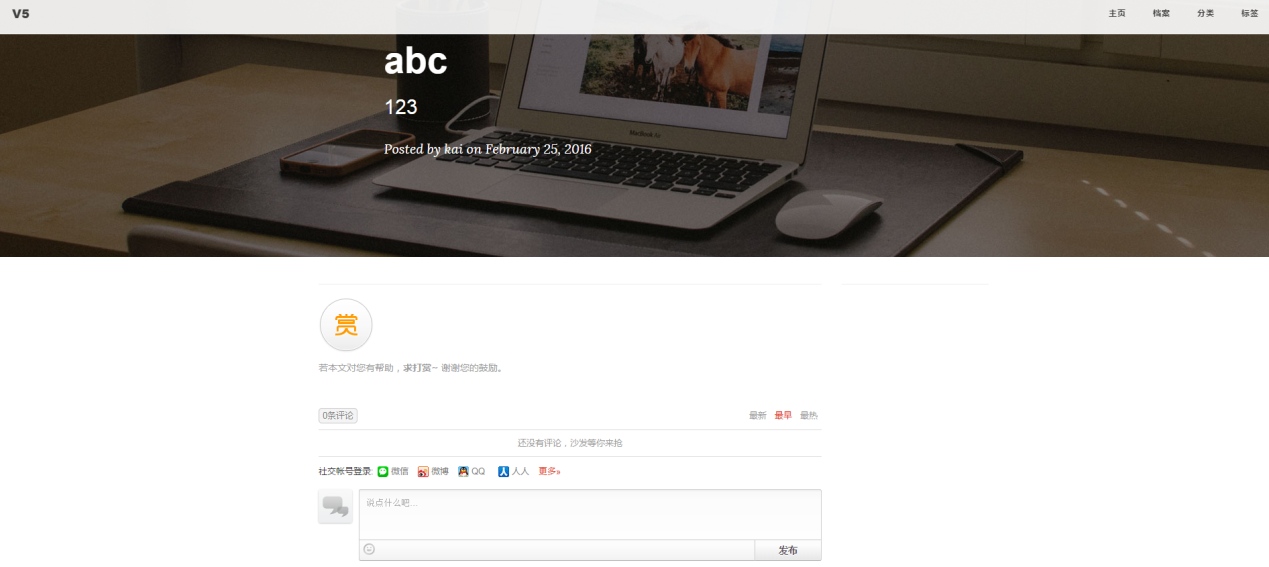 V5
主页 档案 分类 标签
abc
123
MacBook Air
Posted by kai on February 25, 2016
赏
若本文对您有帮助，求打赏~ 谢谢您的鼓励。
0条评论
最新 最早 最热
还没有评论，沙发等你来抢
社交帐号登录: 微信 微博 QQ 人人 更多»
说点什么吧...
发布